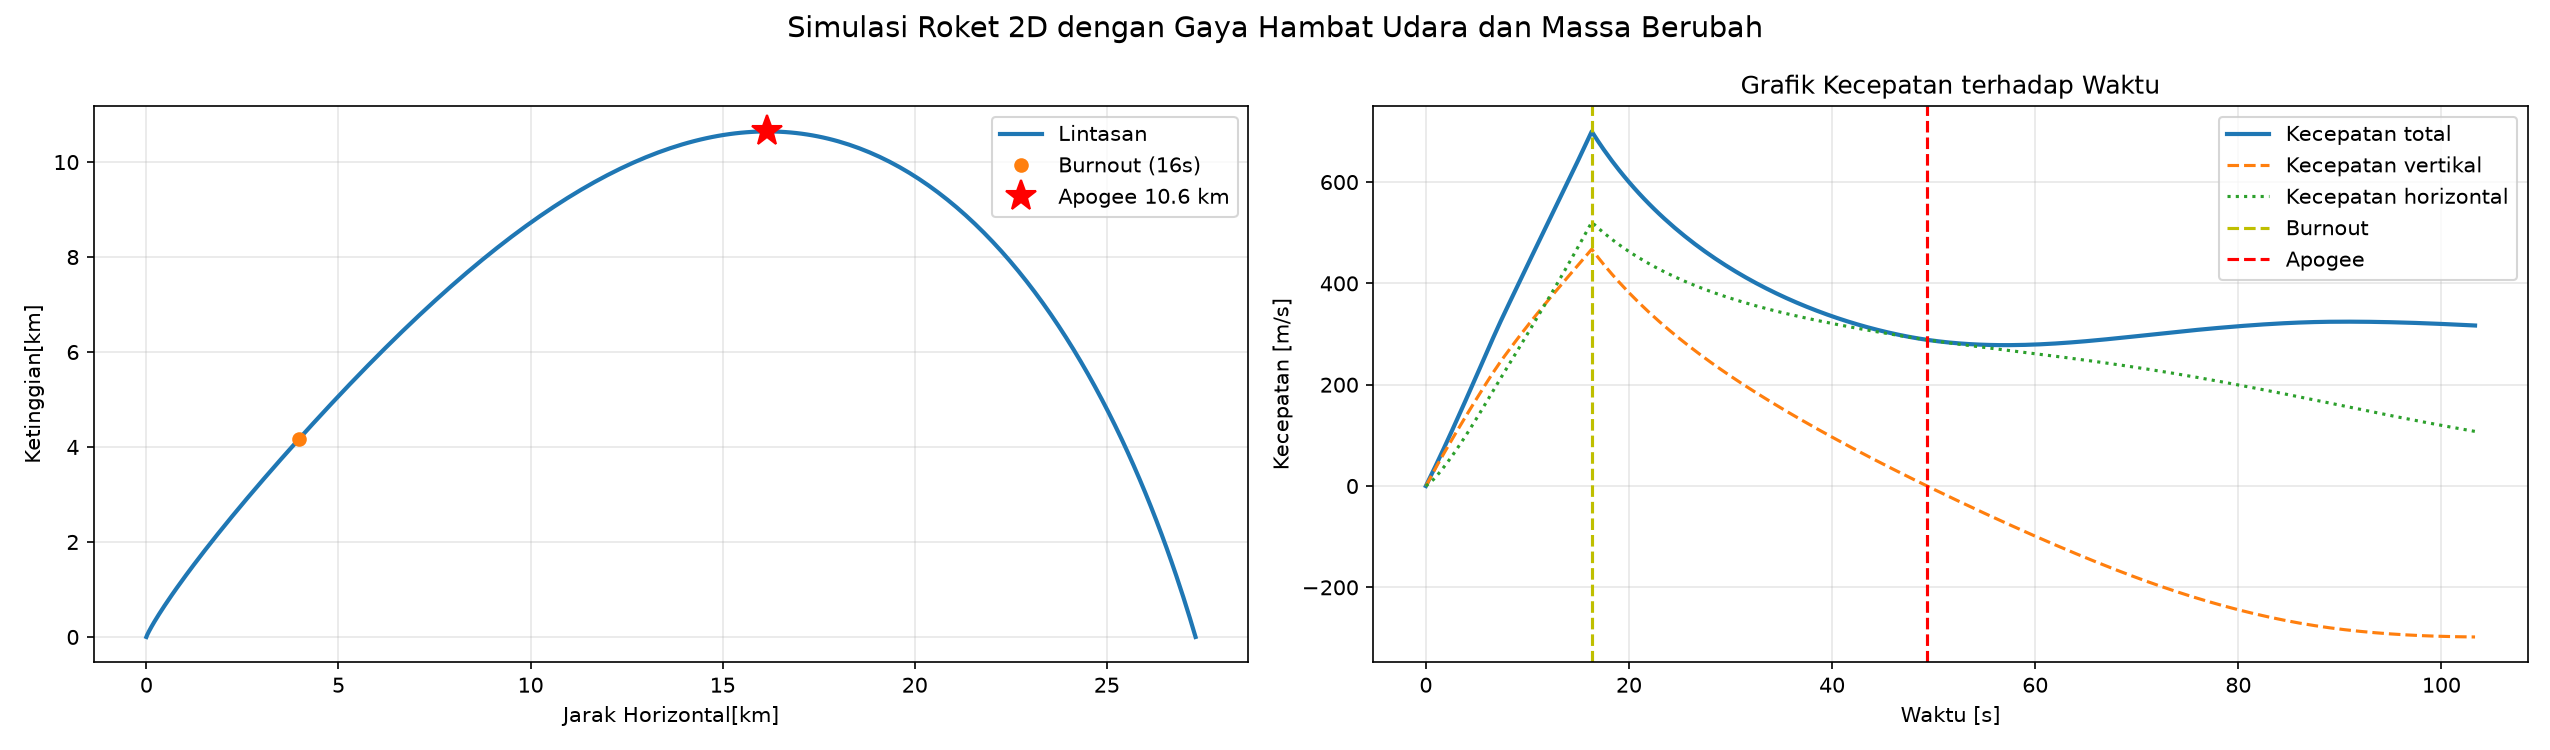 Simulasi Roket 2D dengan Gaya Hambat Udara dan Massa Berubah
Ketinggian[km]
10
8
6
4
2
0
0
5
10
15
20
25
Jarak Horizontal[km]
Lintasan
Burnout (16s)
Apogee 10.6 km
Grafik Kecepatan terhadap Waktu
Kecepatan [m/s]
600
400
200
0
−200
0
20
40
60
80
100
Waktu [s]
Kecepatan total
Kecepatan vertikal
Kecepatan horizontal
Burnout
Apogee